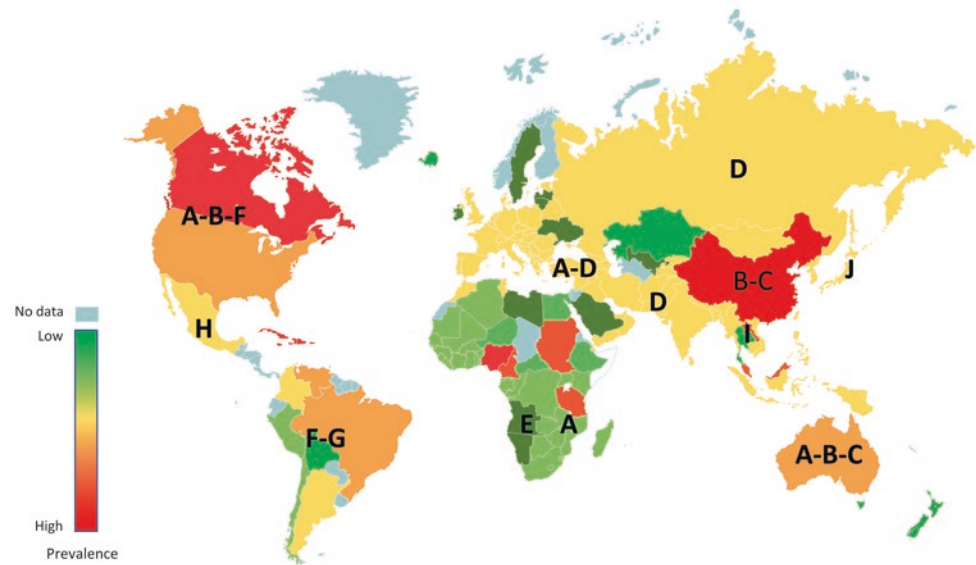 D
A-B-F
A-D
B-C
J
D
No data
H
I
Low
E
A
F-G
A-B-C
High
Prevalence